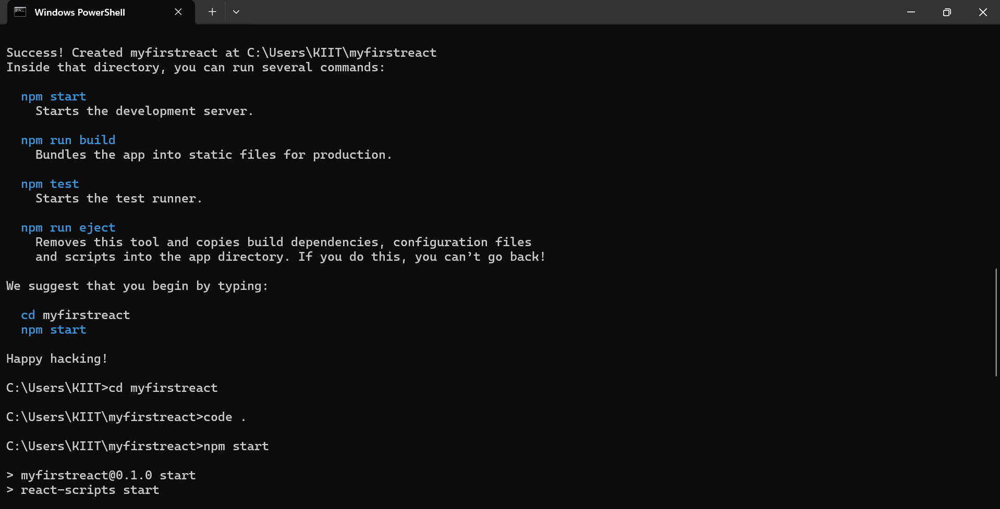 Windows PowerShell
Success! Created myfirstreact at C:\Users\KIIT\myfirstreact
Inside that directory, you can run several commands:
npm start
Starts the development server.
npm run build
Bundles the app into static files for production.
npm test
Starts the test runner.
npm run eject
Removes this tool and copies build dependencies, configuration files
and scripts into the app directory. If you do this, you can’t go back!
We suggest that you begin by typing:
cd myfirstreact
npm start
Happy hacking!
C:\Users\KIIT>cd myfirstreact
C:\Users\KIIT\myfirstreact>code .
C:\Users\KIIT\myfirstreact>npm start
> myfirstreact@0.1.0 start
> react-scripts start